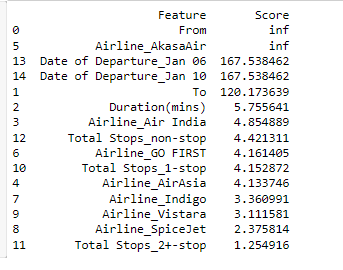 Feature Score
0 From inf
5 Airline_AkasaAir inf
13 Date of Departure_Jan 06 167.538462
14 Date of Departure_Jan 10 167.538462
1 To 120.173639
2 Duration(mins) 5.755641
3 Airline_Air India 4.854889
12 Total Stops_non-stop 4.421311
6 Airline_GO FIRST 4.161405
10 Total Stops_1-stop 4.152872
4 Airline_AirAsia 4.133746
7 Airline_Indigo 3.360991
9 Airline_Vistara 3.111581
8 Airline_SpiceJet 2.375814
11 Total Stops_2+-stop 1.254916